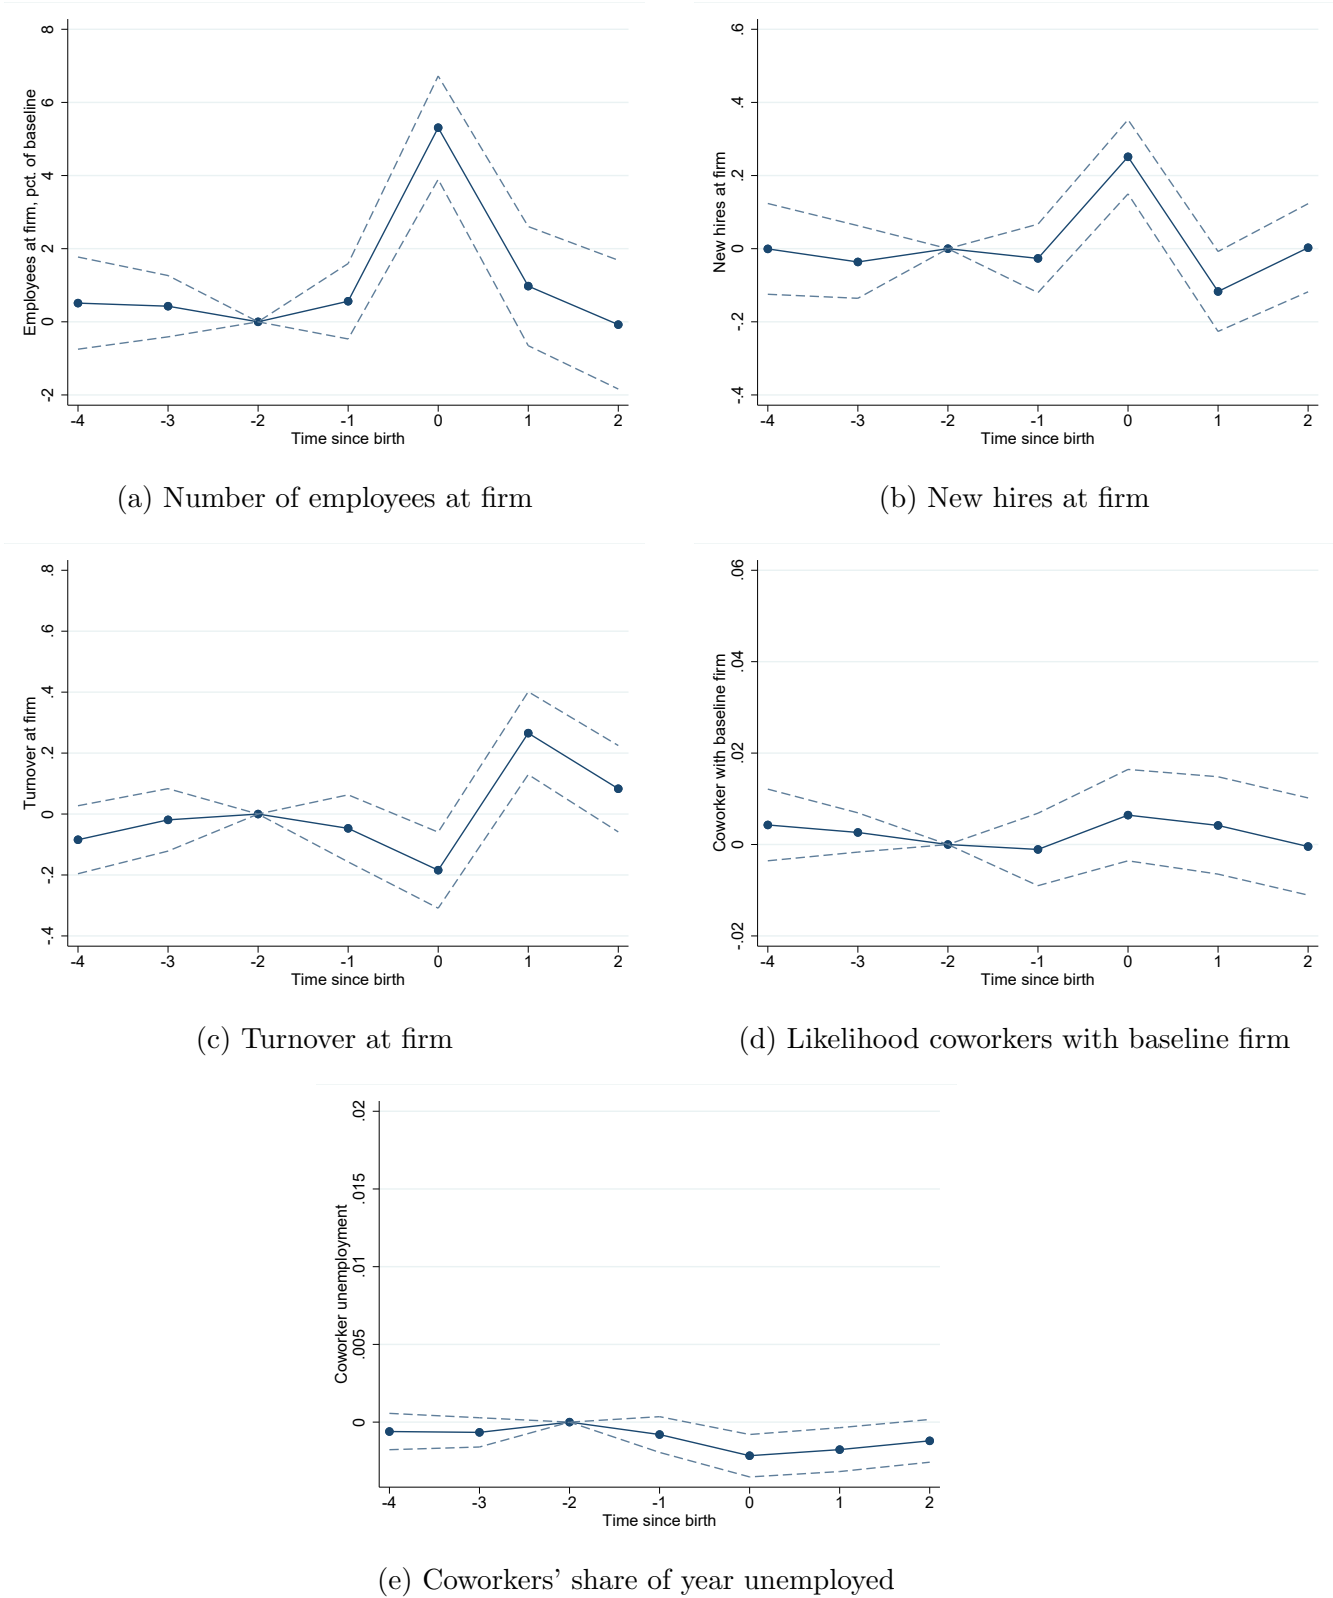 Employees at firm, pct. of baseline
8
6
4
2
0
-2
-4 -3 -2 -1 0 1 2
Time since birth
(a) Number of employees at firm
New hires at firm
.6
.4
.2
0
-.2
-.4
-4 -3 -2 -1 0 1 2
Time since birth
(b) New hires at firm
Turnover at firm
.8
.6
.4
.2
0
-.2
-.4
-4 -3 -2 -1 0 1 2
Time since birth
(c) Turnover at firm
Coworker with baseline firm
.06
.04
.02
0
-.02
-4 -3 -2 -1 0 1 2
Time since birth
(d) Likelihood coworkers with baseline firm
Coworker unemployment
.02
.015
.01
.005
0
-4 -3 -2 -1 0 1 2
Time since birth
(e) Coworkers' share of year unemployed